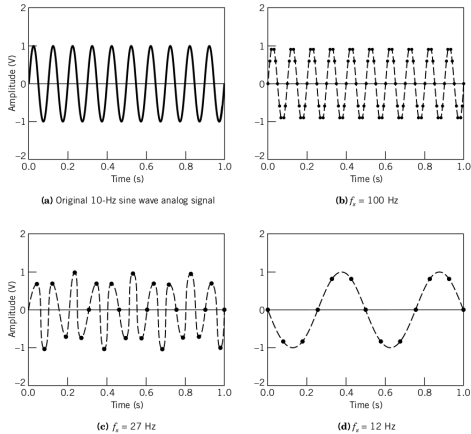 2
1
0
−1
−2
Amplitude (V)
0.0 0.2 0.4 0.6 0.8 1.0
Time (s)
(a) Original 10-Hz sine wave analog signal
2
1
0
−1
−2
0.0 0.2 0.4 0.6 0.8 1.0
Time (s)
(b) fs = 100 Hz
2
1
0
−1
−2
Amplitude (V)
0.0 0.2 0.4 0.6 0.8 1.0
Time (s)
(c) fs = 27 Hz
2
1
0
−1
−2
0.0 0.2 0.4 0.6 0.8 1.0
Time (s)
(d) fs = 12 Hz